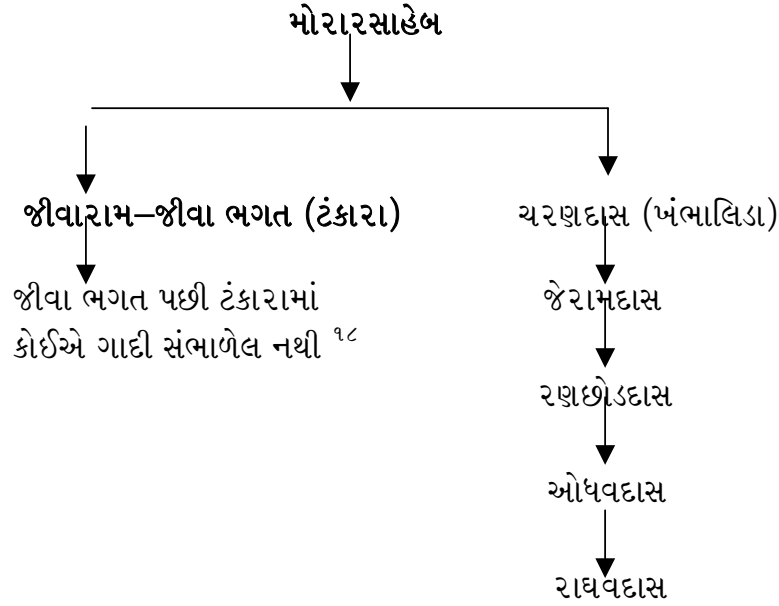 મોરારસાહેબ
જીવારામ–જીવા ભગત (ટંકારા)
ચરણદાસ (ખંભાલિડા)
જીવા ભગત પછી ટંકારામાં
કોઈએ ગાદી સંભાળેલ નથી ૧૮
જેરામદાસ
રણછોડદાસ
ઓધવદાસ
રાઘવદાસ